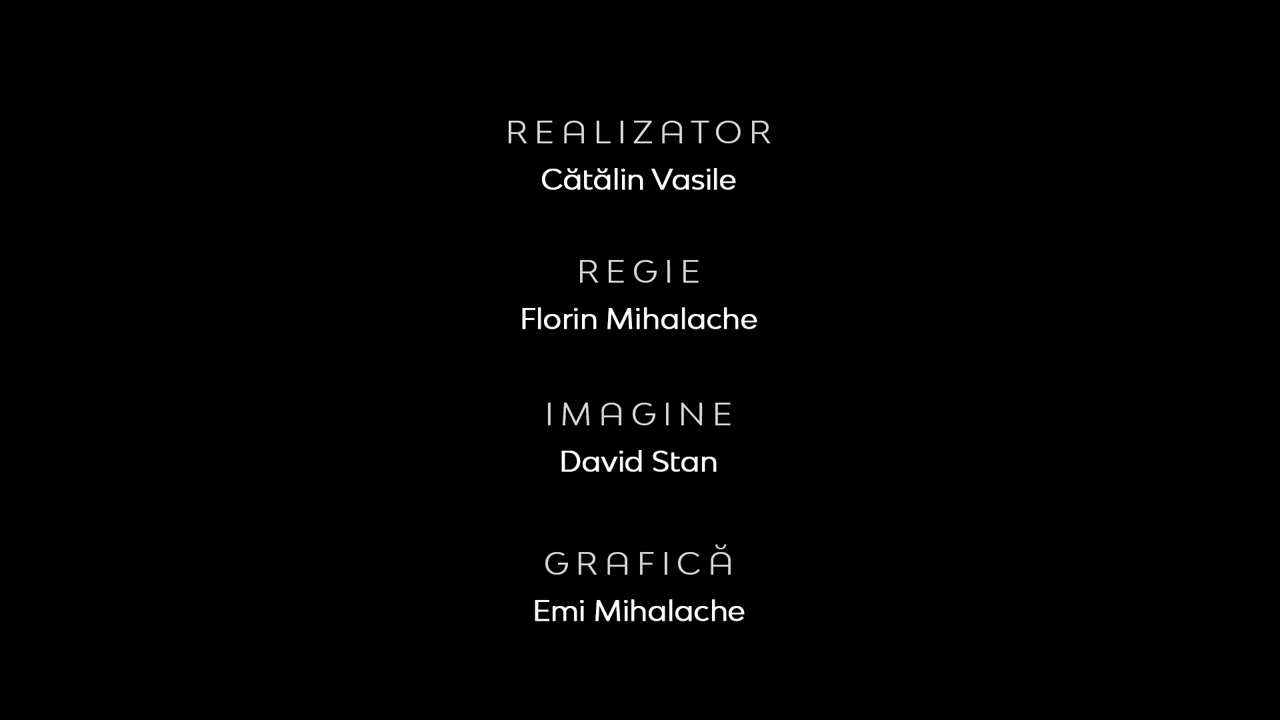 REALIZATOR
Cătălin Vasile
REGIE
Florin Mihalache
IMAGINE
David Stan
GRAFICĂ
Emi Mihalache